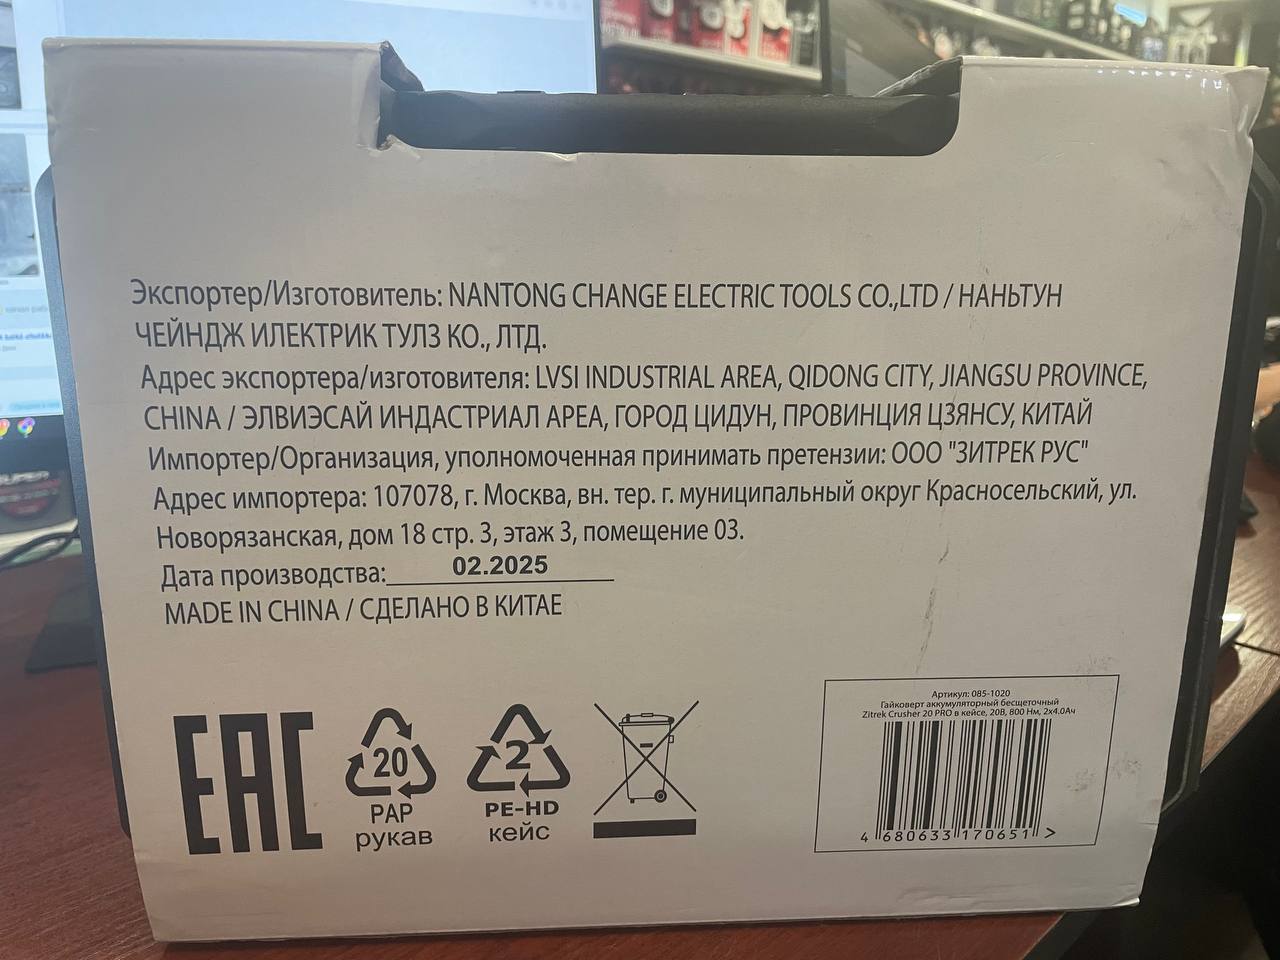 Экспортер/Изготовитель: NANTONG CHANGE ELECTRIC TOOLS CO.,LTD / НАНЬТУН
ЧЕЙНДЖ ИЛЕКТРИК ТУЛЗ КО., ЛТД.
Адрес экспортера/изготовителя: LVSI INDUSTRIAL AREA, QIDONG CITY, JIANGSU PROVINCE,
CHINA / ЭЛВИЭСАЙ ИНДАСТРИАЛ АРЕА, ГОРОД ЦИДУН, ПРОВИНЦИЯ ЦЗЯНСУ, КИТАЙ
Импортер/Организация, уполномоченная принимать претензии: ООО "ЗИТРЕК РУС"
Адрес импортера: 107078, г. Москва, вн. тер. г. муниципальный округ Красносельский, ул.
Новорязанская, дом 18 стр. 3, этаж 3, помещение 03.
Дата производства: 02.2025
MADE IN CHINA / СДЕЛАНО В КИТАЕ
EAC
20
PAP
рукав
2
PE-HD
кейс
Артикул: 085-1020
Гайковерт аккумуляторный бесщеточный
Zitrek Crusher 20 PRO в кейсе, 20В, 800 Нм, 2x4.0Ач
4 680633 170651 >